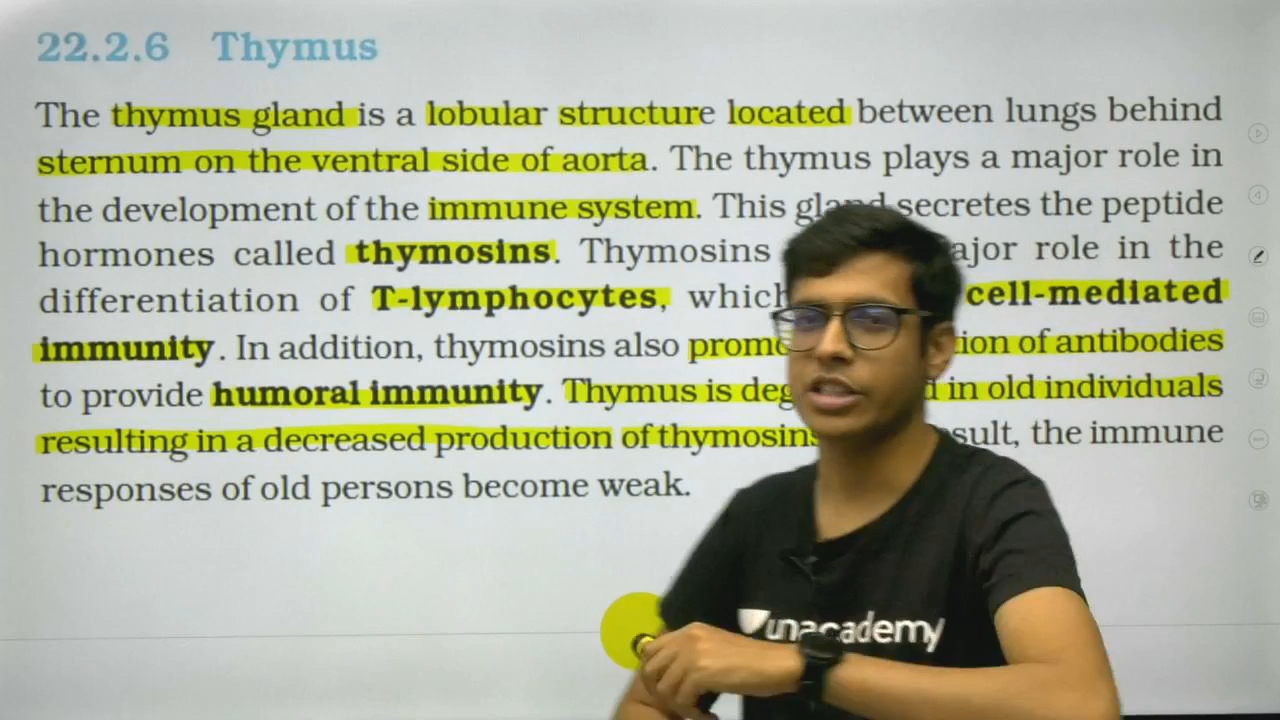 22.2.6 Thymus
The thymus gland is a lobular structure located between lungs behind
sternum on the ventral side of aorta. The thymus plays a major role in
the development of the immune system. This gland secretes the peptide
hormones called thymosins. Thymosins ajor role in the
differentiation of T-lymphocytes, which cell-mediated
immunity. In addition, thymosins also promo ion of antibodies
to provide humoral immunity. Thymus is deg d in old individuals
resulting in a decreased production of thymosins sult, the immune
responses of old persons become weak.
unacademy